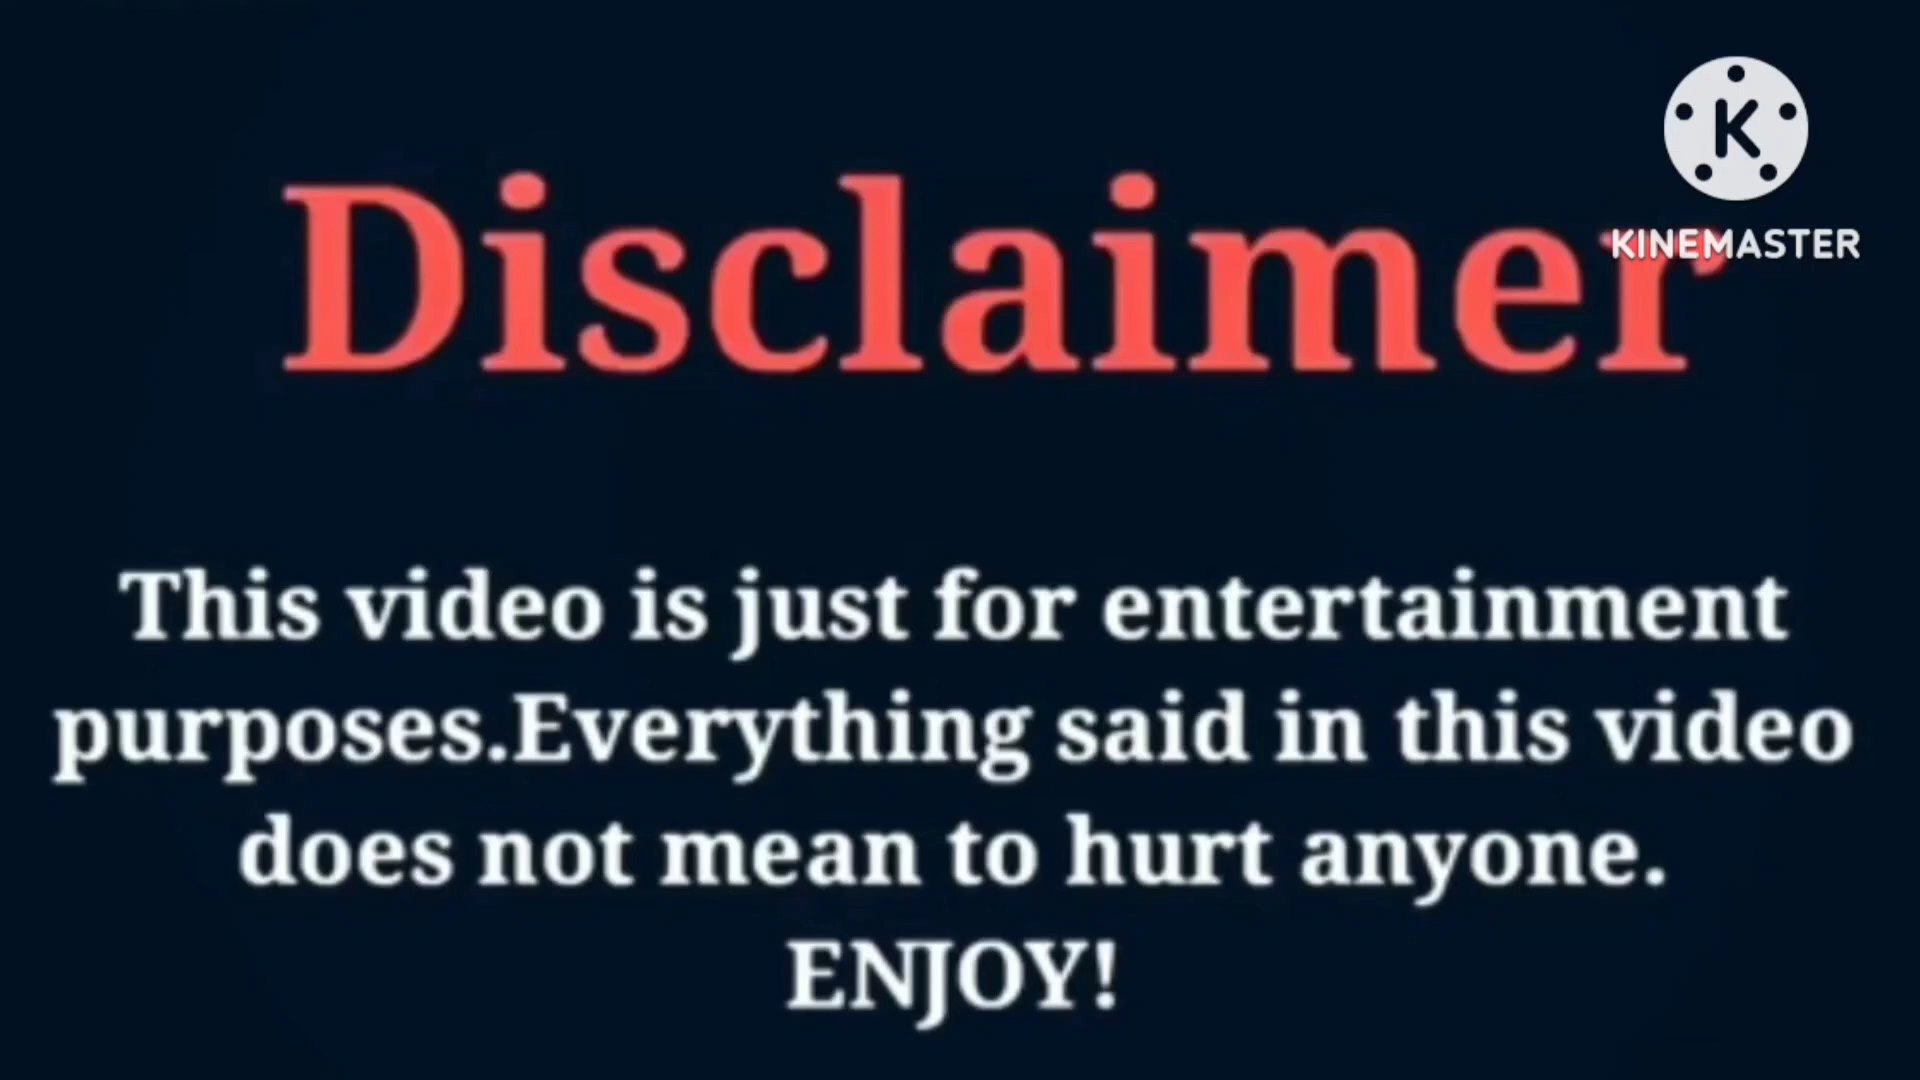 K
KINEMASTER
Disclaimer
This video is just for entertainment
purposes.Everything said in this video
does not mean to hurt anyone.
ENJOY!